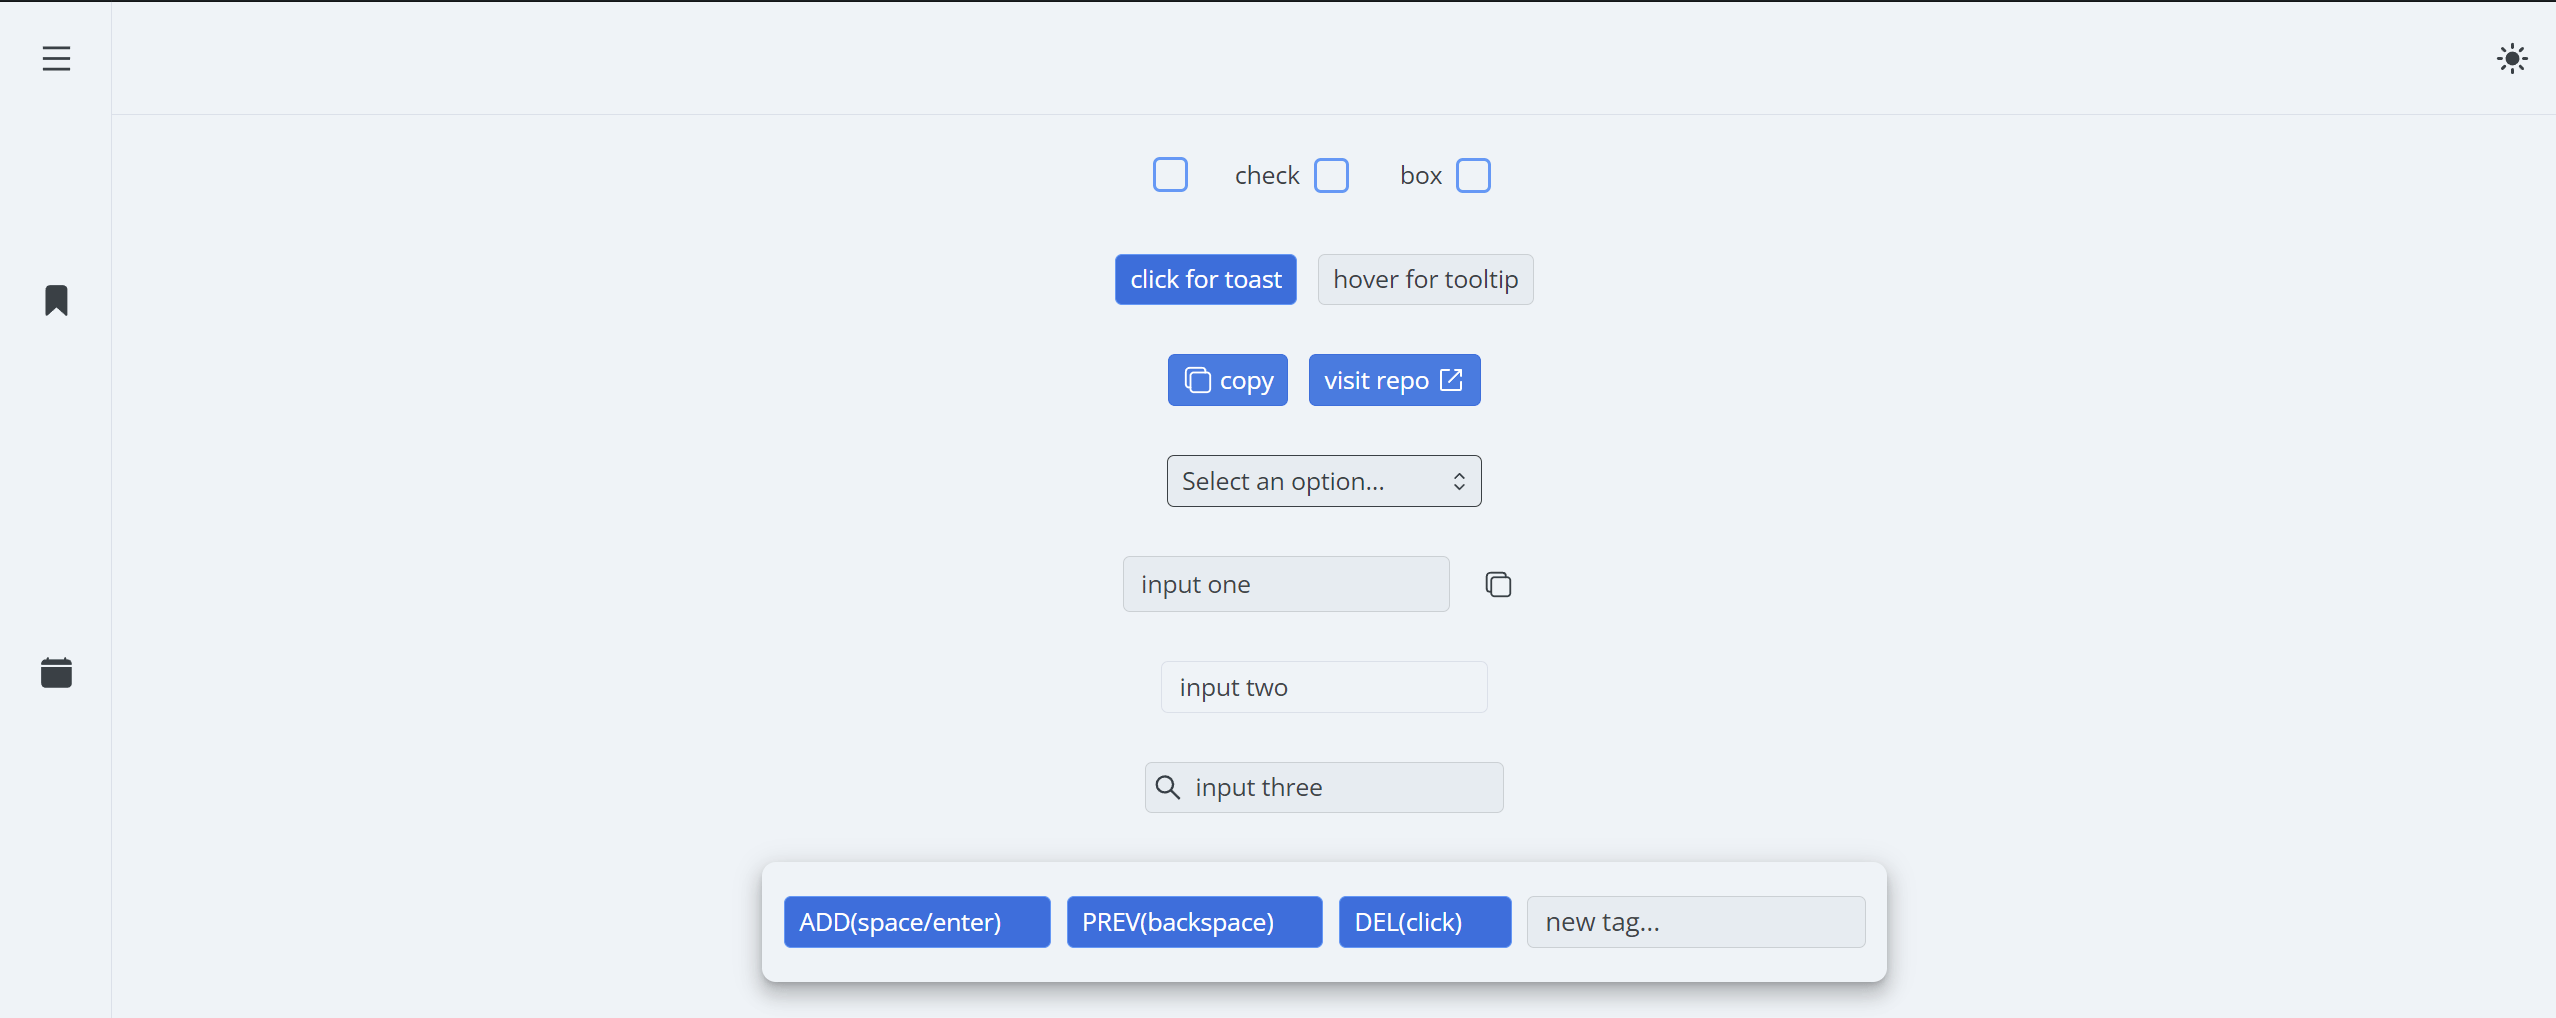 check box
click for toast hover for tooltip
copy visit repo
Select an option...
input one
input two
input three
ADD(space/enter) PREV(backspace) DEL(click) new tag...